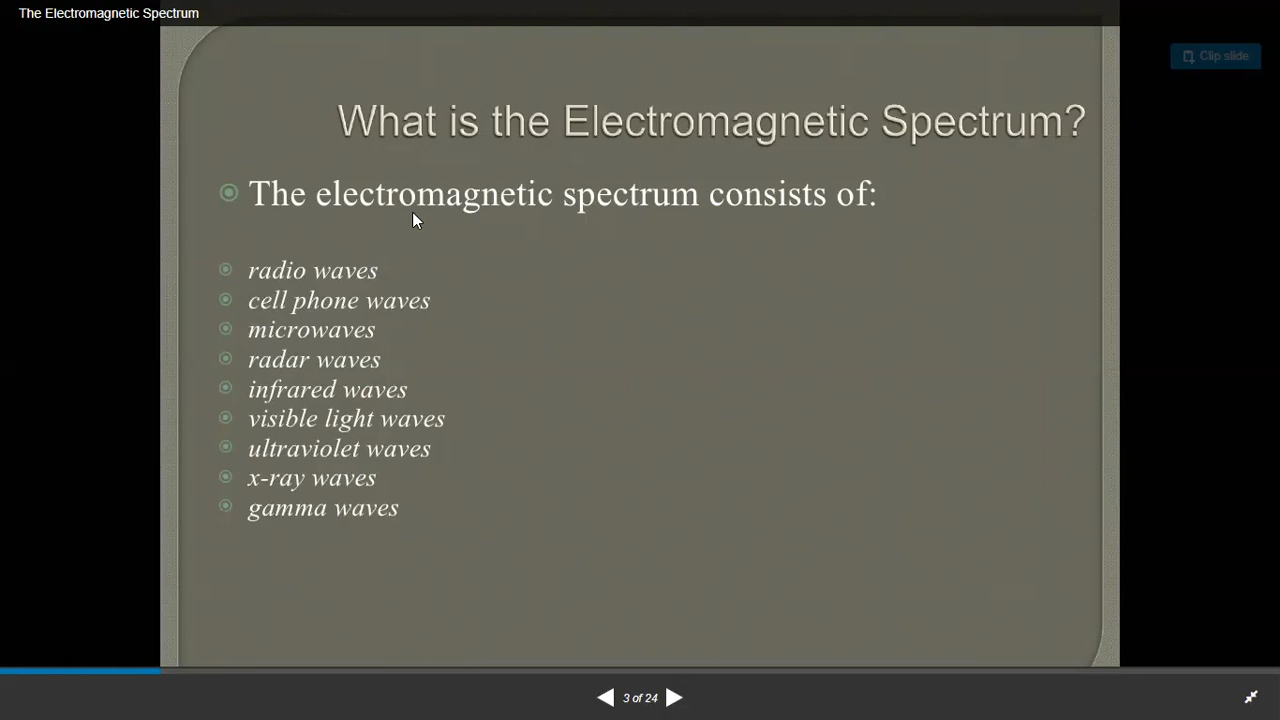 The Electromagnetic Spectrum
Clip slide
What is the Electromagnetic Spectrum?
The electromagnetic spectrum consists of:
radio waves
cell phone waves
microwaves
radar waves
infrared waves
visible light waves
ultraviolet waves
x-ray waves
gamma waves
3 of 24